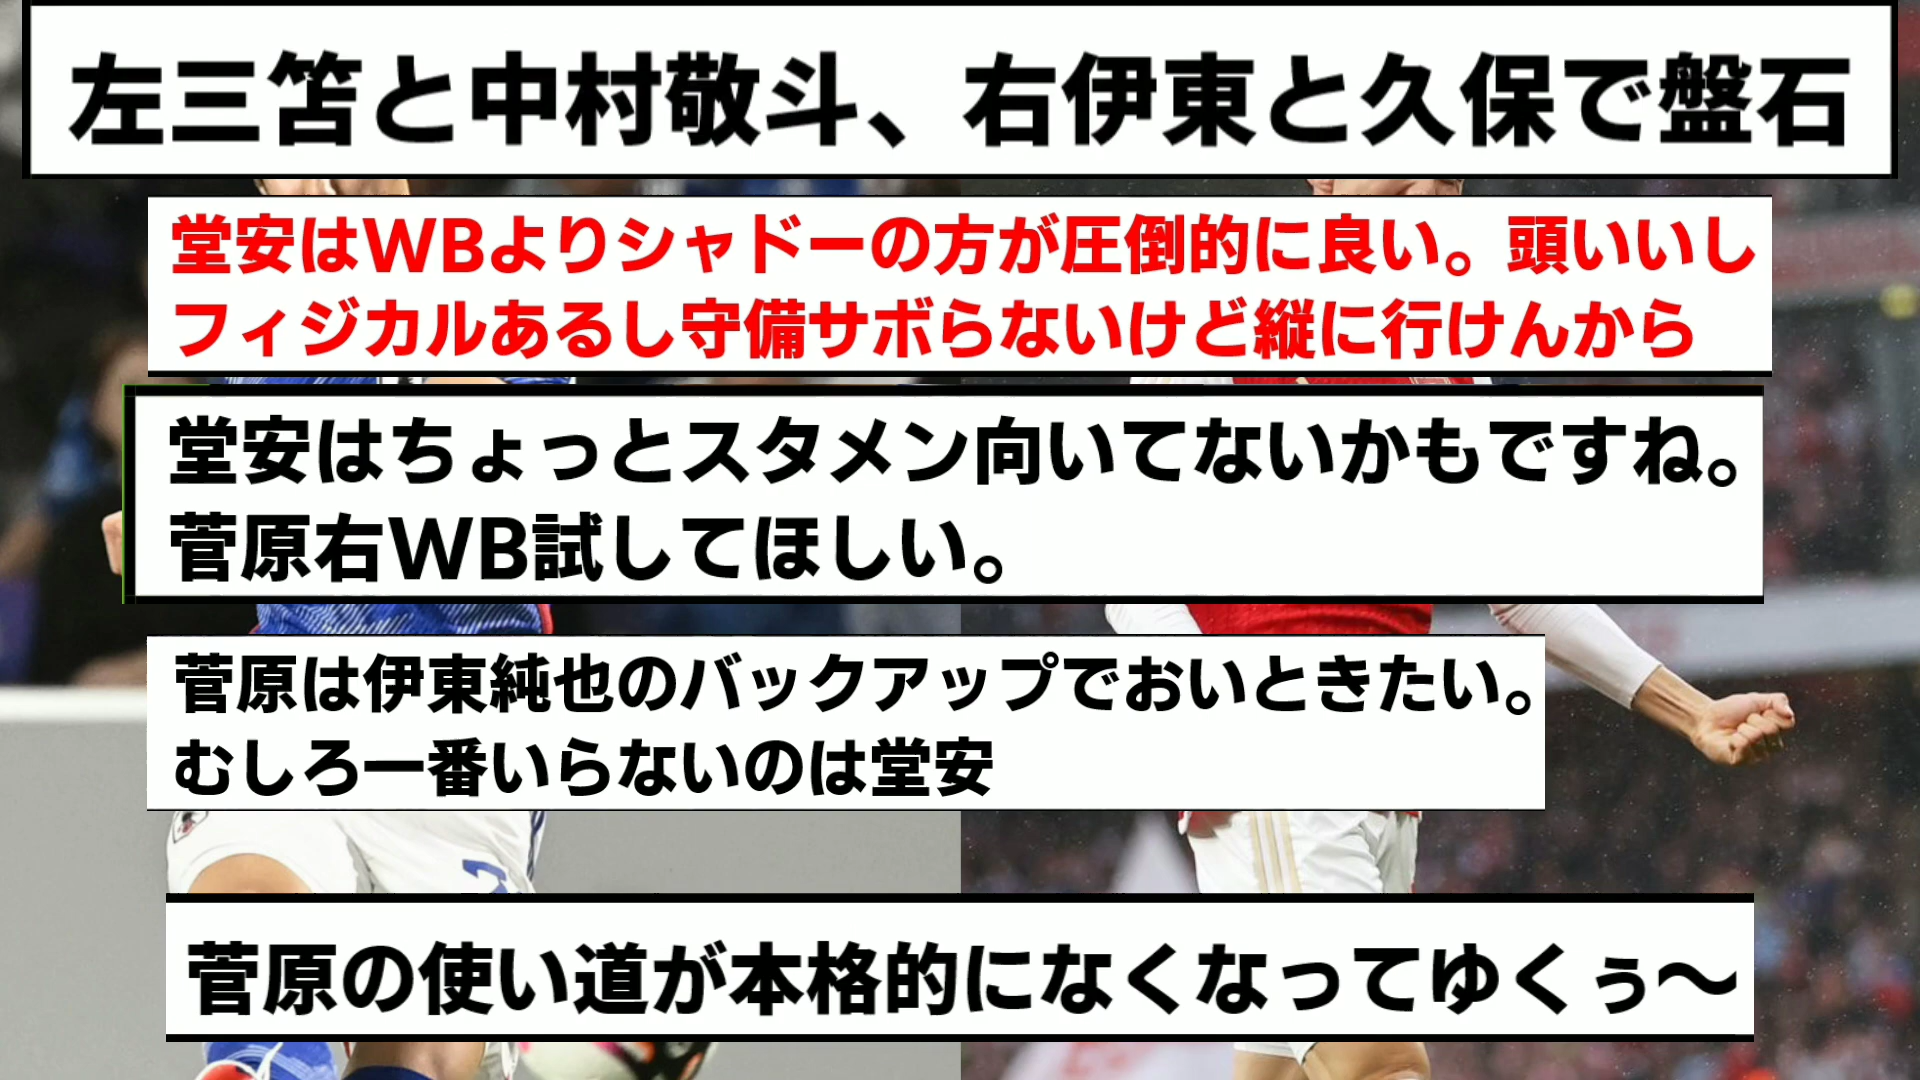 左三笘と中村敬斗、右伊東と久保で盤石
堂安はWBよりシャドーの方が圧倒的に良い。頭いいし
フィジカルあるし守備サボらないけど縦に行けんから
堂安はちょっとスタメン向いてないかもですね。
菅原右WB試してほしい。
菅原は伊東純也のバックアップでおいときたい。
むしろ一番いらないのは堂安
菅原の使い道が本格的になくなってゆくぅ～